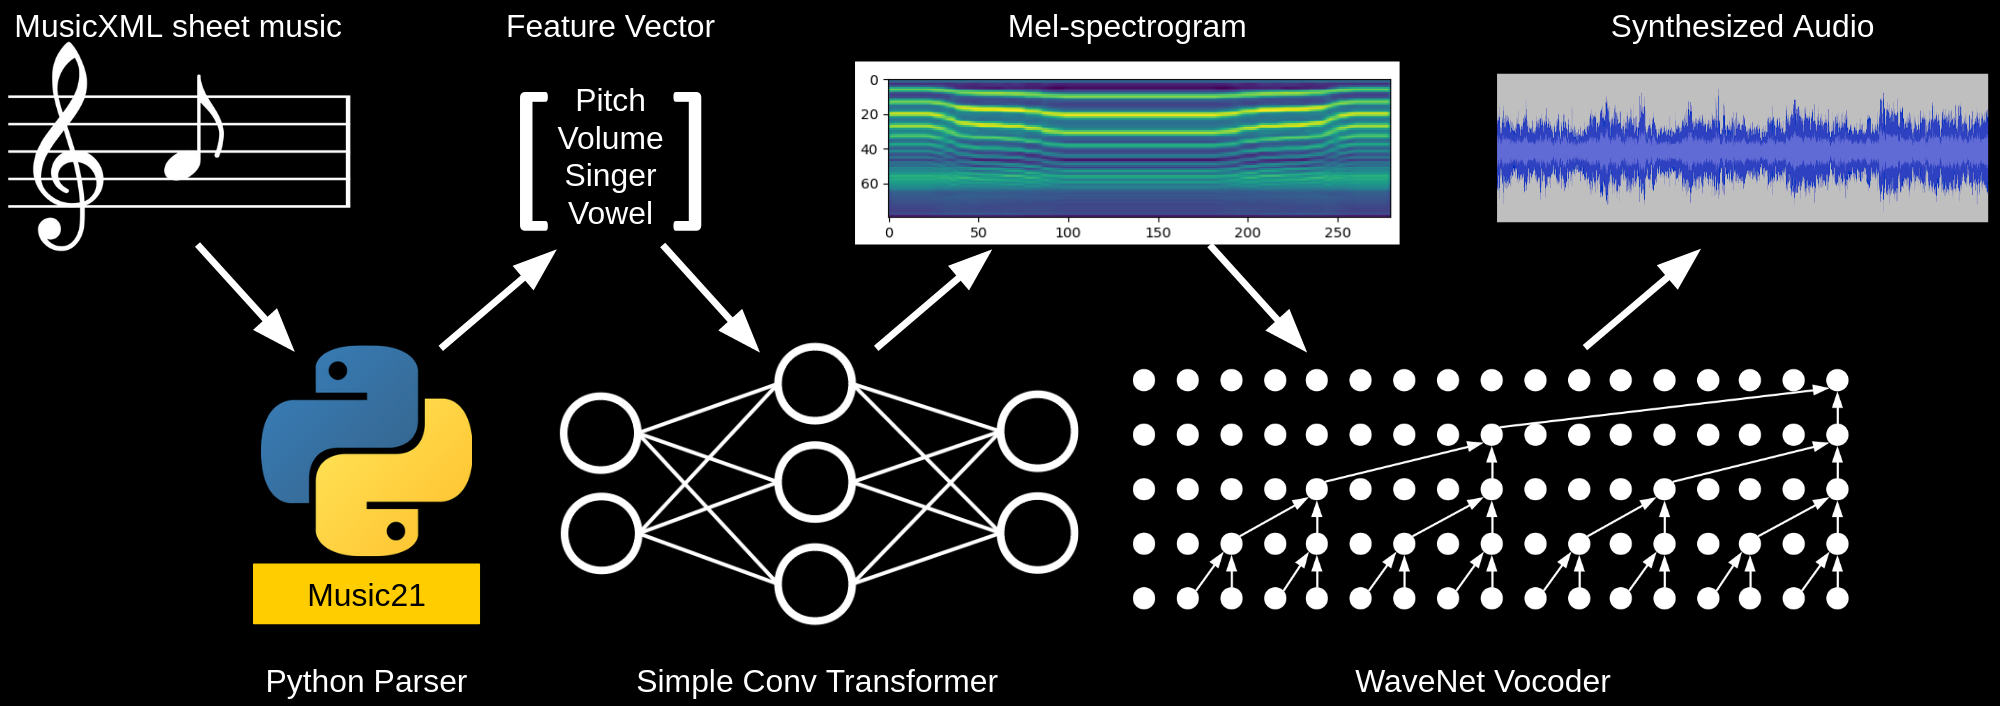 MusicXML sheet music
Feature Vector
Mel-spectrogram
Synthesized Audio
Pitch
Volume
Singer
Vowel
0
20
40
60
0 50 100 150 200 250
Music21
Python Parser
Simple Conv Transformer
WaveNet Vocoder